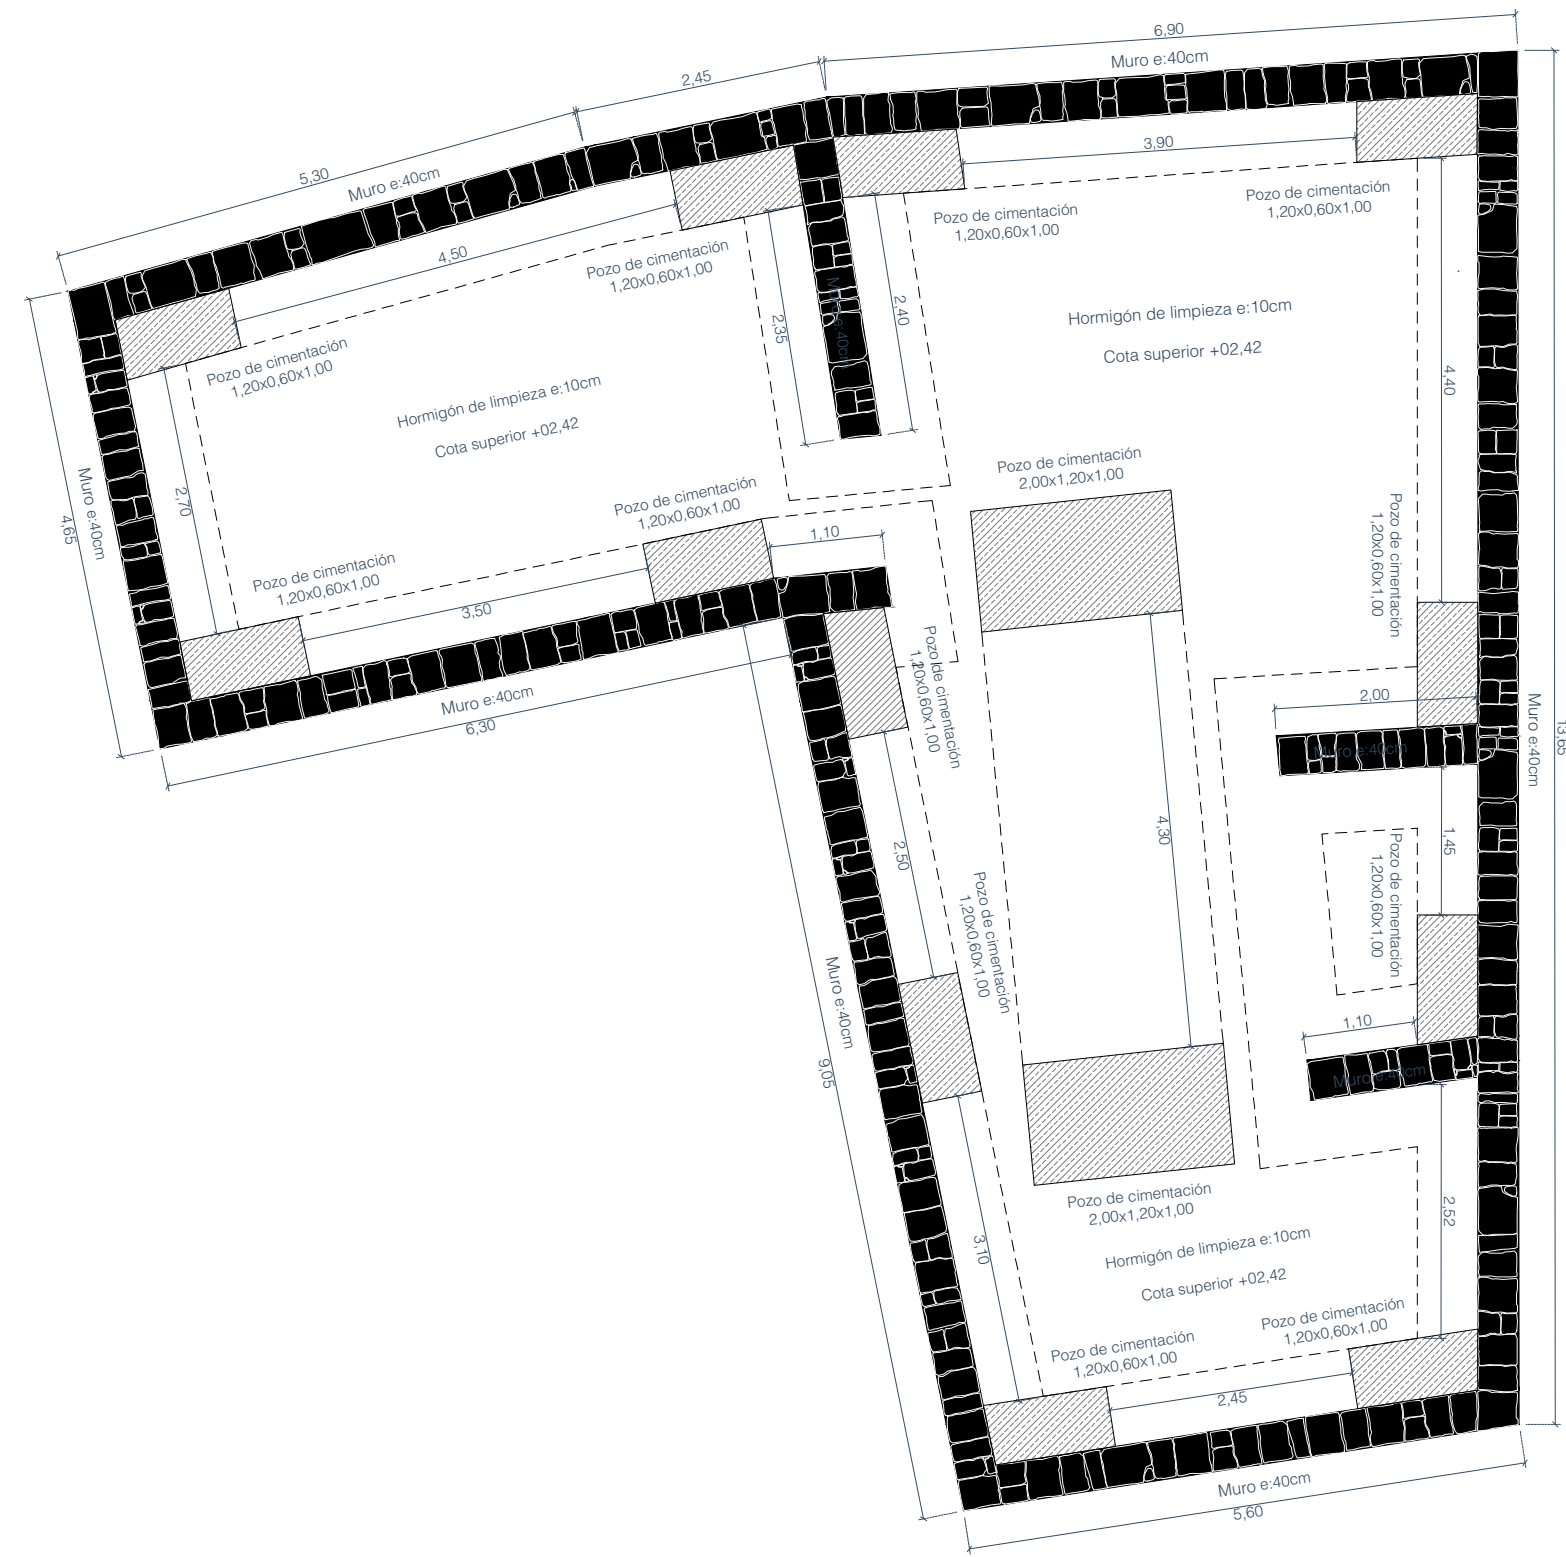 6,90
Muro e:40cm
2,45
5,30
Muro e:40cm
3,90
Pozo de cimentación
1,20x0,60x1,00
Pozo de cimentación
1,20x0,60x1,00
4,50
Pozo de cimentación
1,20x0,60x1,00
Muro e:40cm
2,35
2,40
Hormigón de limpieza e:10cm
Cota superior +02,42
Pozo de cimentación
1,20x0,60x1,00
Hormigón de limpieza e:10cm
Cota superior +02,42
4,40
Pozo de cimentación
2,00x1,20x1,00
Muro e:40cm
4,65
2,70
Pozo de cimentación
1,20x0,60x1,00
1,10
Pozo de cimentación
1,20x0,60x1,00
Pozo de cimentación
1,20x0,60x1,00
3,50
Pozo de cimentación
1,20x0,60x1,00
Muro e:40cm
6,30
2,00
Muro e:40cm
Muro e:40cm
13,65
2,50
4,30
1,45
Pozo de cimentación
1,20x0,60x1,00
Pozo de cimentación
1,20x0,60x1,00
Muro e:40cm
9,05
1,10
Muro e:40cm
Pozo de cimentación
2,00x1,20x1,00
2,52
3,10
Hormigón de limpieza e:10cm
Cota superior +02,42
Pozo de cimentación
1,20x0,60x1,00
Pozo de cimentación
1,20x0,60x1,00
2,45
Muro e:40cm
5,60